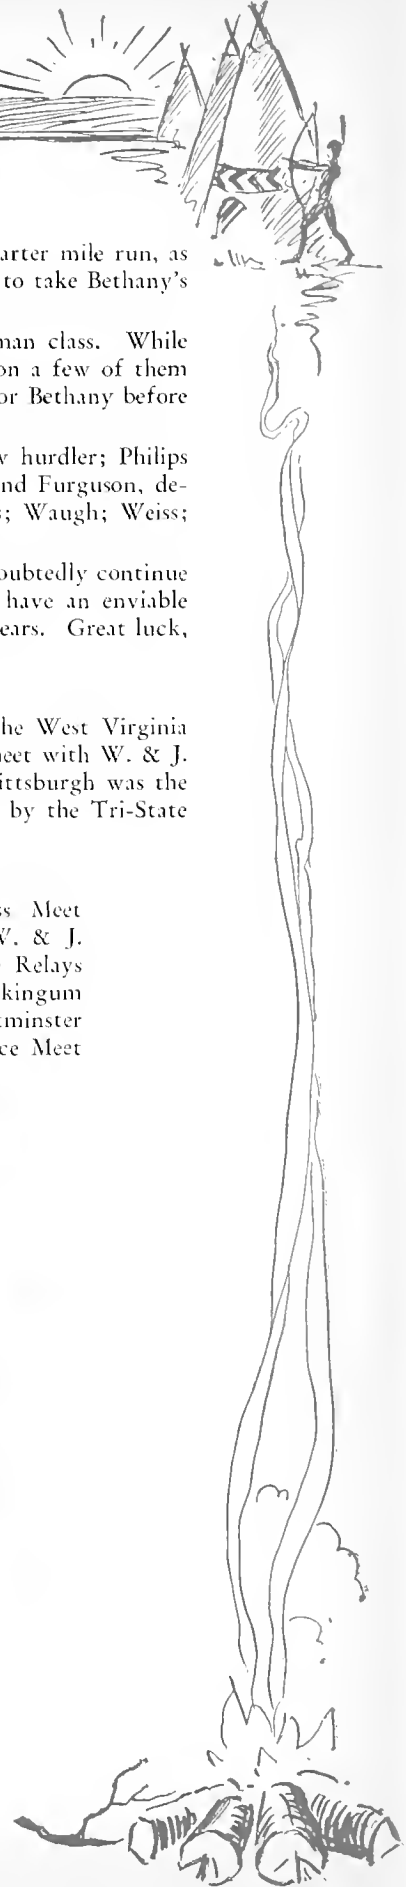 arter mile run, as
to take Bethany's
man class. While
on a few of them
or Bethany before
hurdler; Philips
nd Furguson, de-
; Waugh; Weiss;
oubtedly continue
have an enviable
ears. Great luck,
he West Virginia
neet with W. & J.
ittsburgh was the
by the Tri-State
ss Meet
W. & J.
Relays
kingum
tminster
ce Meet